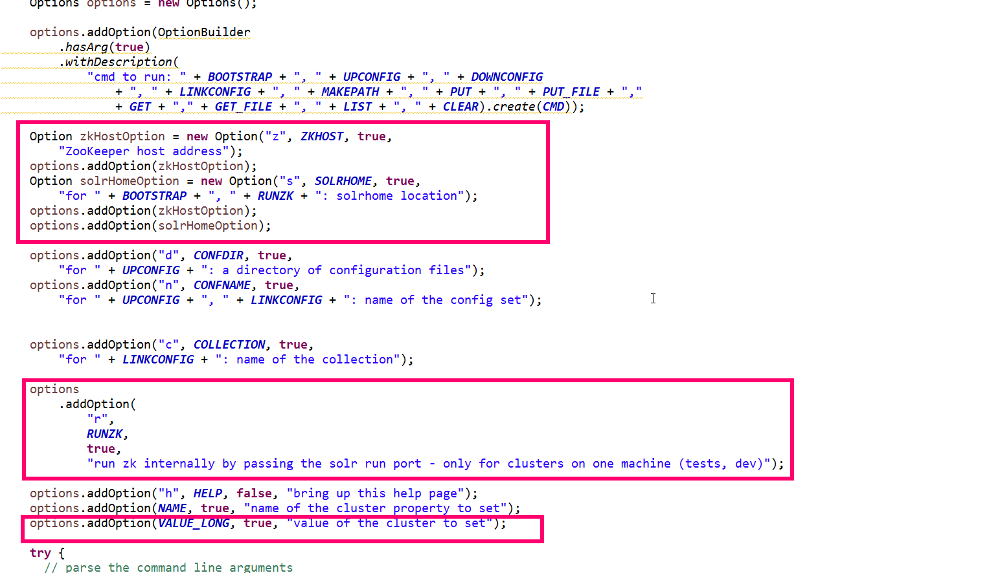 Options options = new Options();
options.addOption(OptionBuilder
.hasArg(true)
.withDescription(
"cmd to run: " + BOOTSTRAP + ", " + UPCONFIG + ", " + DOWNCONFIG
+ ", " + LINKCONFIG + ", " + MAKEPATH + ", " + PUT + ", " + PUT_FILE + ","
+ GET + "," + GET_FILE + ", " + LIST + ", " + CLEAR).create(CMD));
Option zkHostOption = new Option("z", ZKHOST, true,
"ZooKeeper host address");
options.addOption(zkHostOption);
Option solrHomeOption = new Option("s", SOLRHOME, true,
"for " + BOOTSTRAP + ", " + RUNZK + ": solrhome location");
options.addOption(zkHostOption);
options.addOption(solrHomeOption);
options.addOption("d", CONFDIR, true,
"for " + UPCONFIG + ": a directory of configuration files");
options.addOption("n", CONFNAME, true,
"for " + UPCONFIG + ", " + LINKCONFIG + ": name of the config set");
options.addOption("c", COLLECTION, true,
"for " + LINKCONFIG + ": name of the collection");
options
.addOption(
"r",
RUNZK,
true,
"run zk internally by passing the solr run port - only for clusters on one machine (tests, dev)");
options.addOption("h", HELP, false, "bring up this help page");
options.addOption(NAME, true, "name of the cluster property to set");
options.addOption(VALUE_LONG, true, "value of the cluster to set");
try {
// parse the command line arguments